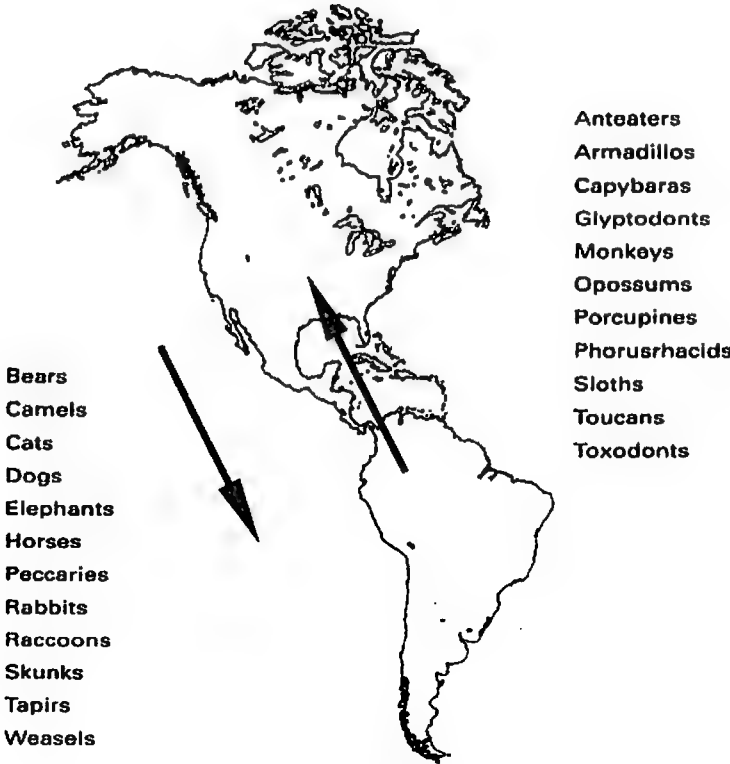 Anteaters
Armadillos
Capybaras
Glyptodonts
Monkeys
Opossums
Porcupines
Phorusrhacids
Sloths
Toucans
Toxodonts
Bears
Camels
Cats
Dogs
Elephants
Horses
Peccaries
Rabbits
Raccoons
Skunks
Tapirs
Weasels